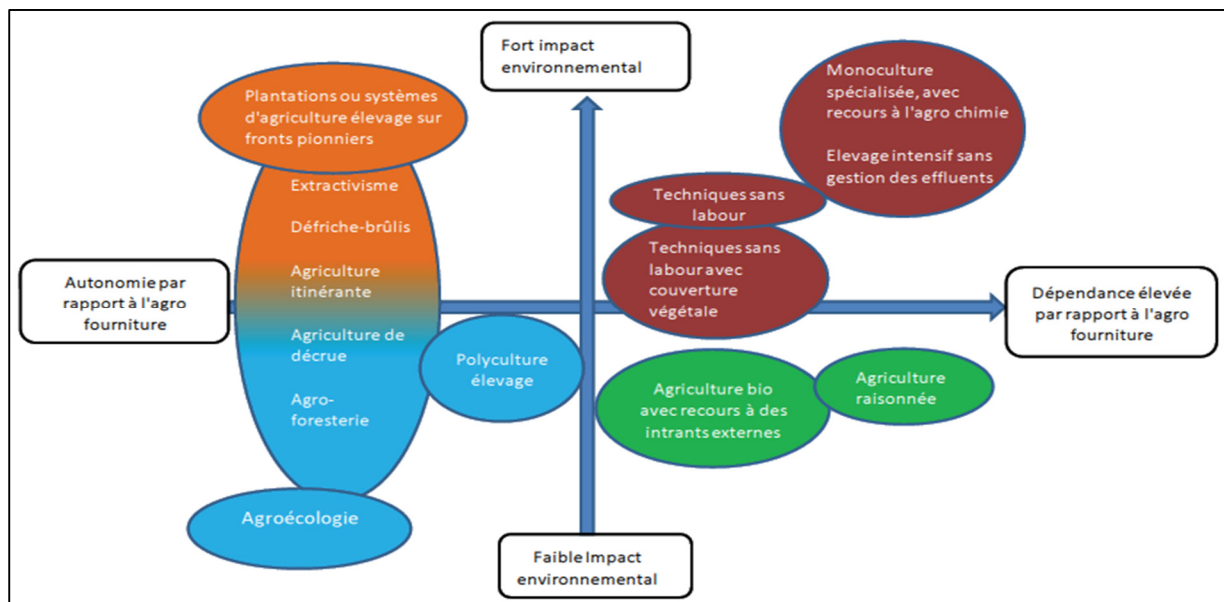 Fort impact
environnemental
Plantations ou systèmes
d'agriculture élevage sur
fronts pionniers
Monoculture
spécialisée, avec
recours à l'agro chimie
Elevage intensif sans
gestion des effluents
Extractivisme
Défriche-brûlis
Agriculture
itinérante
Agriculture de
décrue
Agro-
foresterie
Techniques sans
labour
Techniques sans
labour avec
couverture
végétale
Autonomie par
rapport à l'agro
fourniture
Dépendance élevée
par rapport à l'agro
fourniture
Polyculture
élevage
Agriculture bio
avec recours à des
intrants externes
Agriculture
raisonnée
Agroécologie
Faible Impact
environnemental